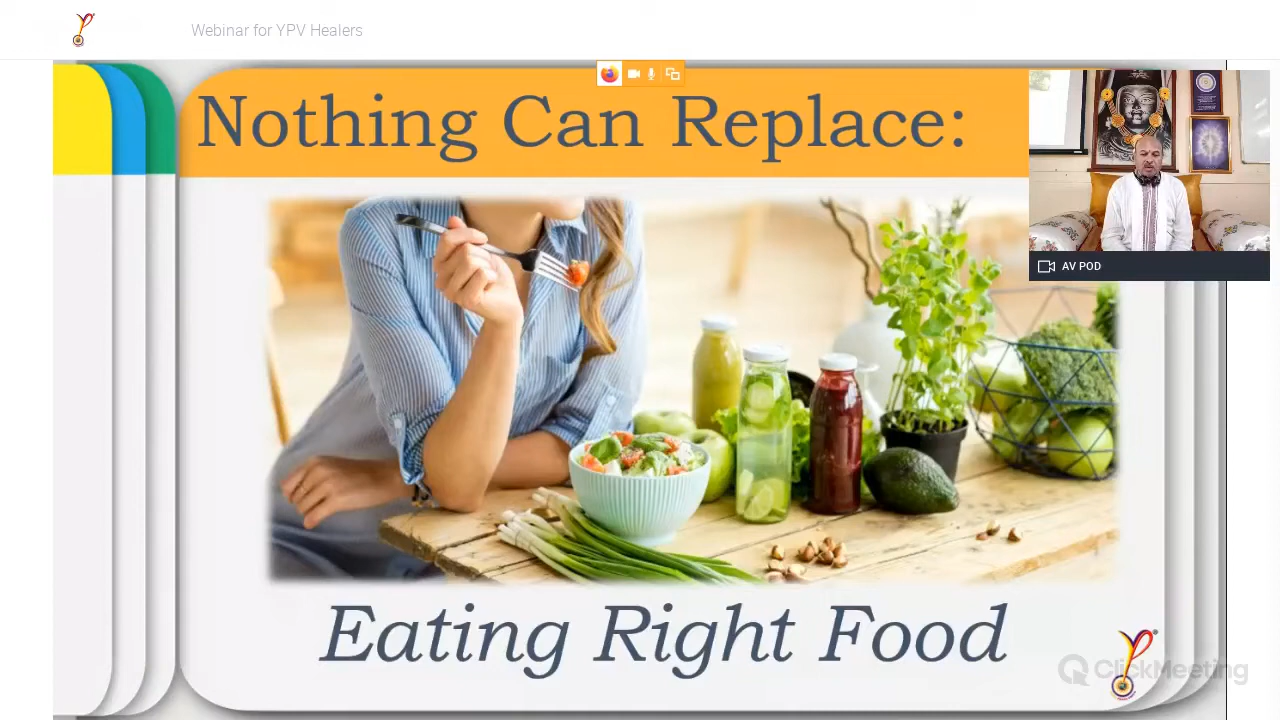 Webinar for YPV Healers
Nothing Can Replace:
AV POD
Eating Right Food
ClickMeeting